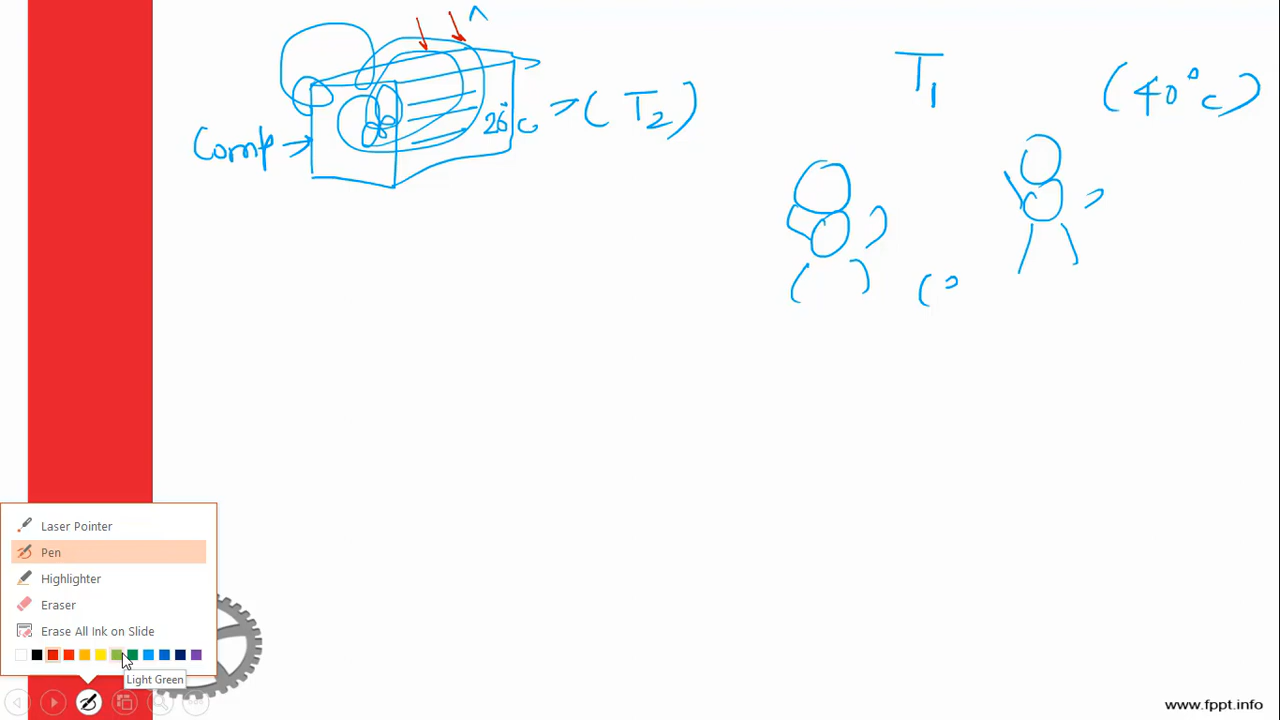 T1
(40°C)
26°C → (T2)
Comp →
Laser Pointer
Pen
Highlighter
Eraser
Erase All Ink on Slide
Light Green
www.fppt.info